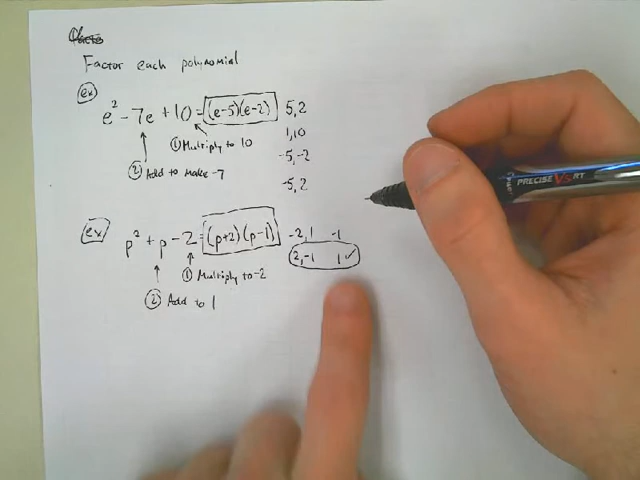 Factor each polynomial
ex
e² - 7e + 10 = (e-5)(e-2) 5,2
① Multiply to 10 1,10
② Add to make -7 -5,-2
-5,2
ex
p² + p - 2 = (p+2)(p-1) -2,1 -1
2,-1 1 ✓
① Multiply to -2
② Add to 1
PRECISE V5 RT